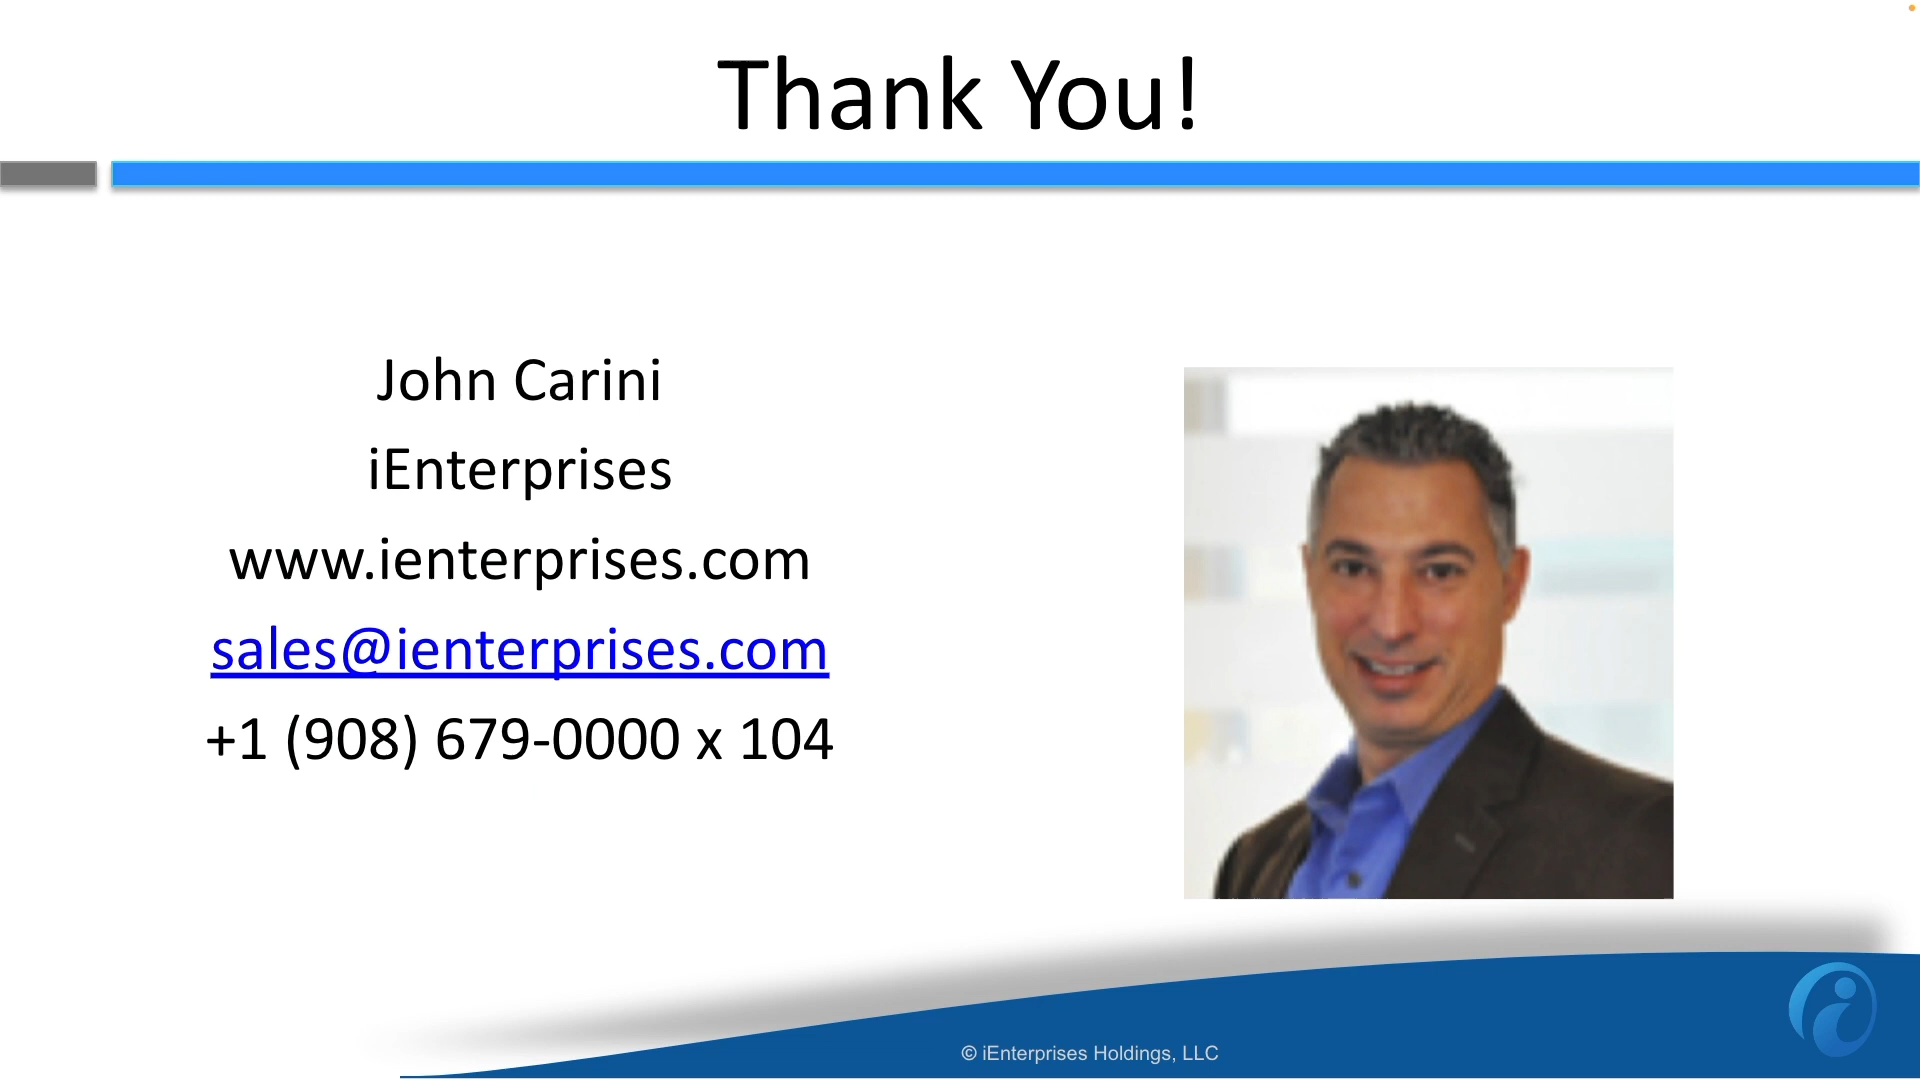 Thank You!
John Carini
iEnterprises
www.ienterprises.com
sales@ienterprises.com
+1 (908) 679-0000 x 104
© iEnterprises Holdings, LLC